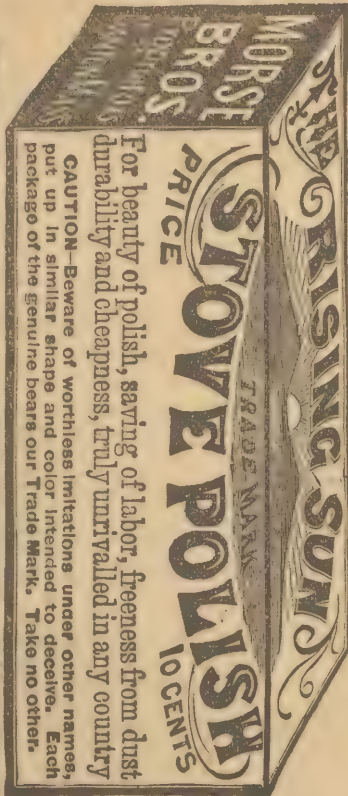 THE RISING SUN
TRADE-MARK
STOVE POLISH
PRICE 10 CENTS
MORSE
BROS.
PROP'TORS
For beauty of polish, saving of labor, freeness from dust
durability and cheapness, truly unrivalled in any country
CAUTION—Beware of worthless imitations under other names,
put up in similar shape and color intended to deceive. Each
package of the genuine bears our Trade Mark. Take no other.